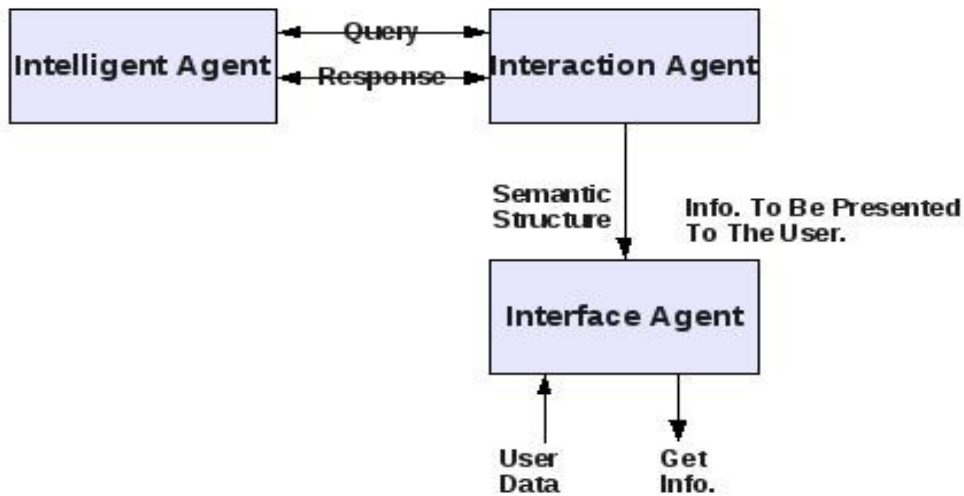 Query
Intelligent Agent
Interaction Agent
Response
Semantic
Structure
Info. To Be Presented
To The User.
Interface Agent
User
Data
Get
Info.